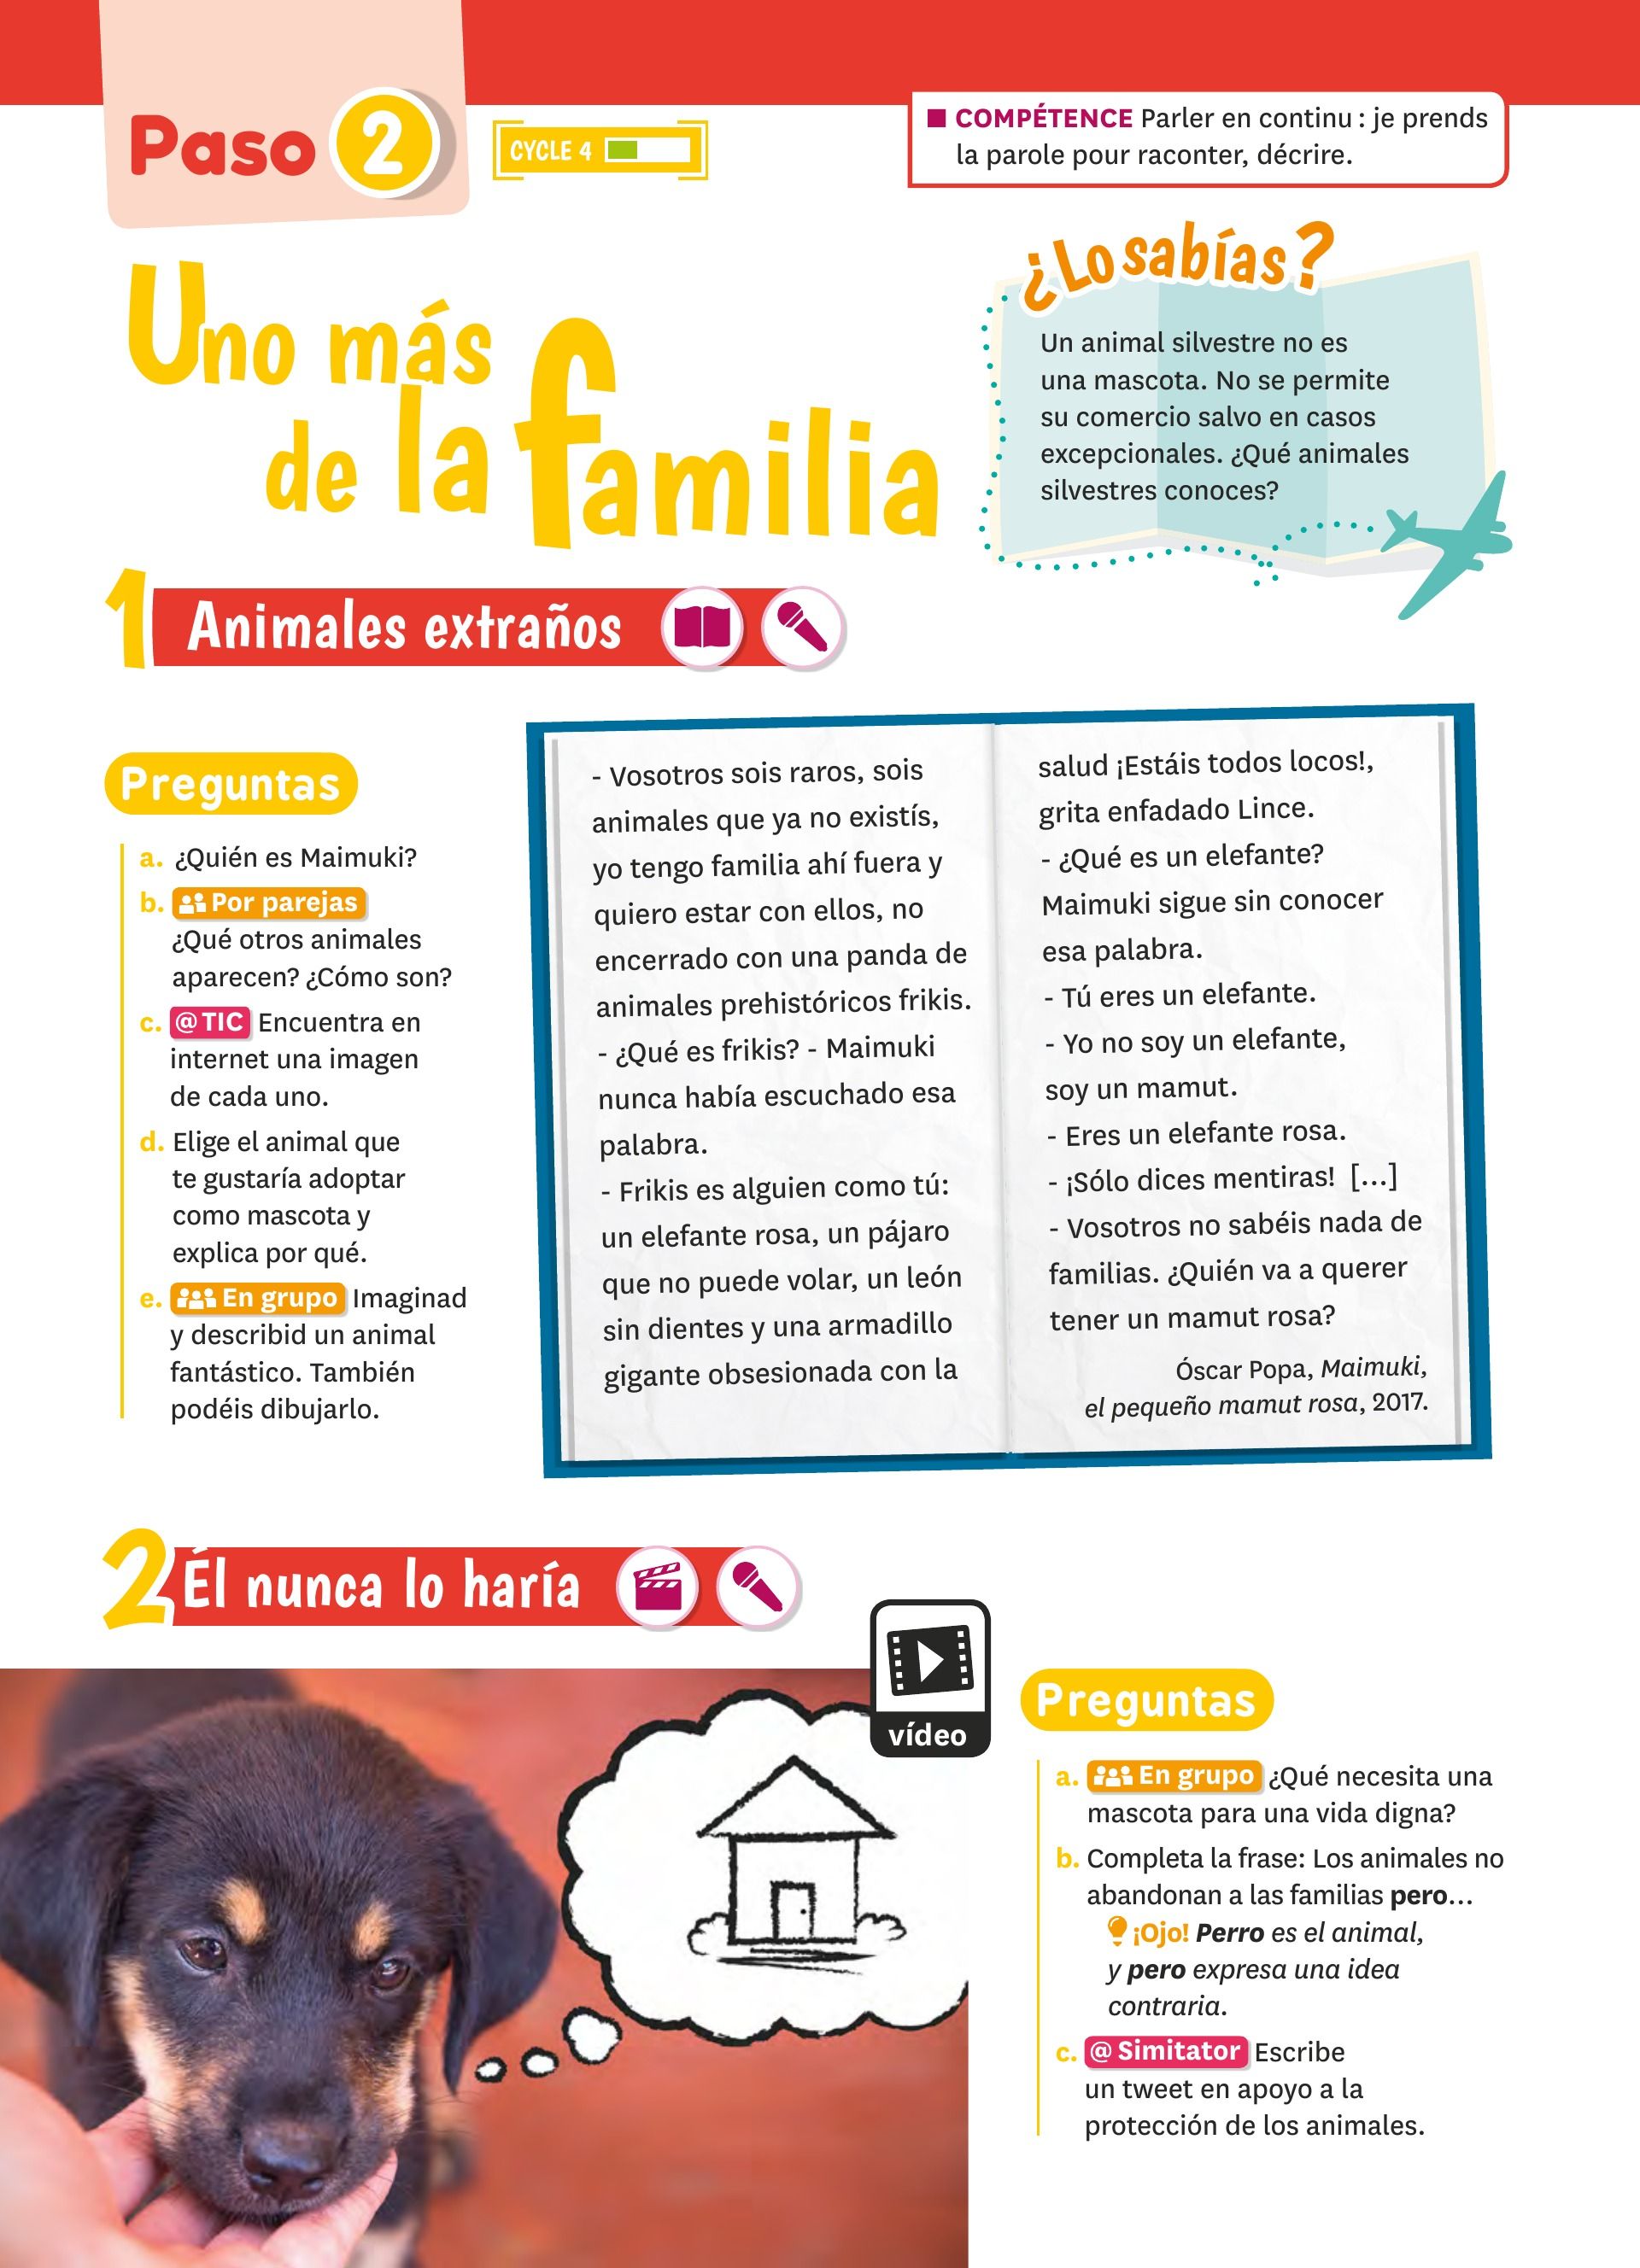 Paso 2
CYCLE 4
■ COMPÉTENCE Parler en continu : je prends
la parole pour raconter, décrire.
Uno más
de la familia
¿Lo sabías?
Un animal silvestre no es
una mascota. No se permite
su comercio salvo en casos
excepcionales. ¿Qué animales
silvestres conoces?
1 Animales extraños
Preguntas
a. ¿Quién es Maimuki?
b. Por parejas
¿Qué otros animales
aparecen? ¿Cómo son?
c. @ TIC Encuentra en
internet una imagen
de cada uno.
d. Elige el animal que
te gustaría adoptar
como mascota y
explica por qué.
e. En grupo Imaginad
y describid un animal
fantástico. También
podéis dibujarlo.
- Vosotros sois raros, sois
animales que ya no existís,
yo tengo familia ahí fuera y
quiero estar con ellos, no
encerrado con una panda de
animales prehistóricos frikis.
- ¿Qué es frikis? - Maimuki
nunca había escuchado esa
palabra.
- Frikis es alguien como tú:
un elefante rosa, un pájaro
que no puede volar, un león
sin dientes y una armadillo
gigante obsesionada con la
salud ¡Estáis todos locos!,
grita enfadado Lince.
- ¿Qué es un elefante?
Maimuki sigue sin conocer
esa palabra.
- Tú eres un elefante.
- Yo no soy un elefante,
soy un mamut.
- Eres un elefante rosa.
- ¡Sólo dices mentiras! [...]
- Vosotros no sabéis nada de
familias. ¿Quién va a querer
tener un mamut rosa?
Óscar Popa, Maimuki,
el pequeño mamut rosa, 2017.
2 Él nunca lo haría
vídeo
Preguntas
a. En grupo ¿Qué necesita una
mascota para una vida digna?
b. Completa la frase: Los animales no
abandonan a las familias pero...
¡Ojo! Perro es el animal,
y pero expresa una idea
contraria.
c. @ Simitator Escribe
un tweet en apoyo a la
protección de los animales.